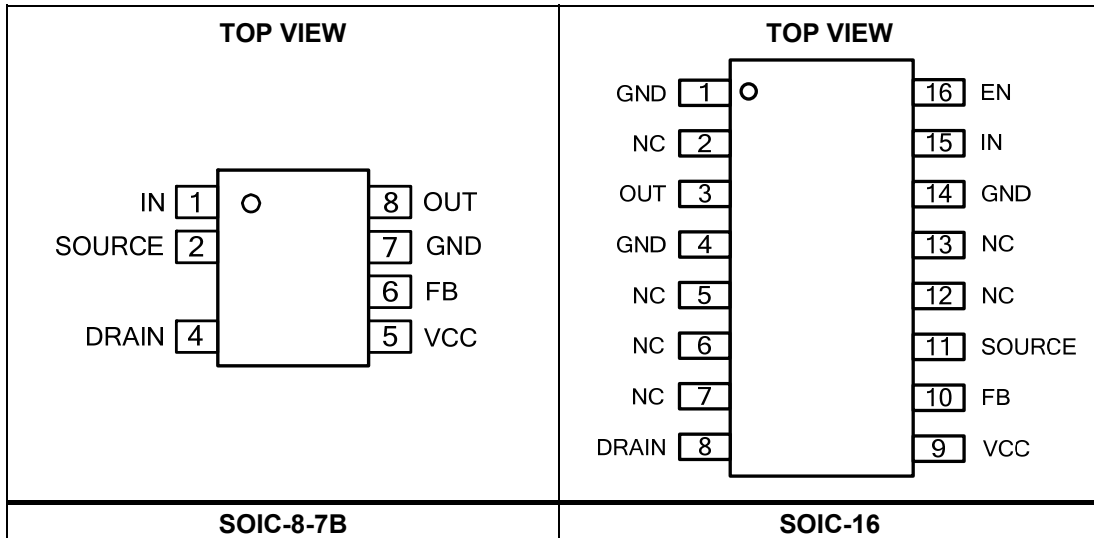 TOP VIEW
IN 1 8 OUT
SOURCE 2 7 GND
6 FB
DRAIN 4 5 VCC
SOIC-8-7B
TOP VIEW
GND 1 16 EN
NC 2 15 IN
OUT 3 14 GND
GND 4 13 NC
NC 5 12 NC
NC 6 11 SOURCE
NC 7 10 FB
DRAIN 8 9 VCC
SOIC-16